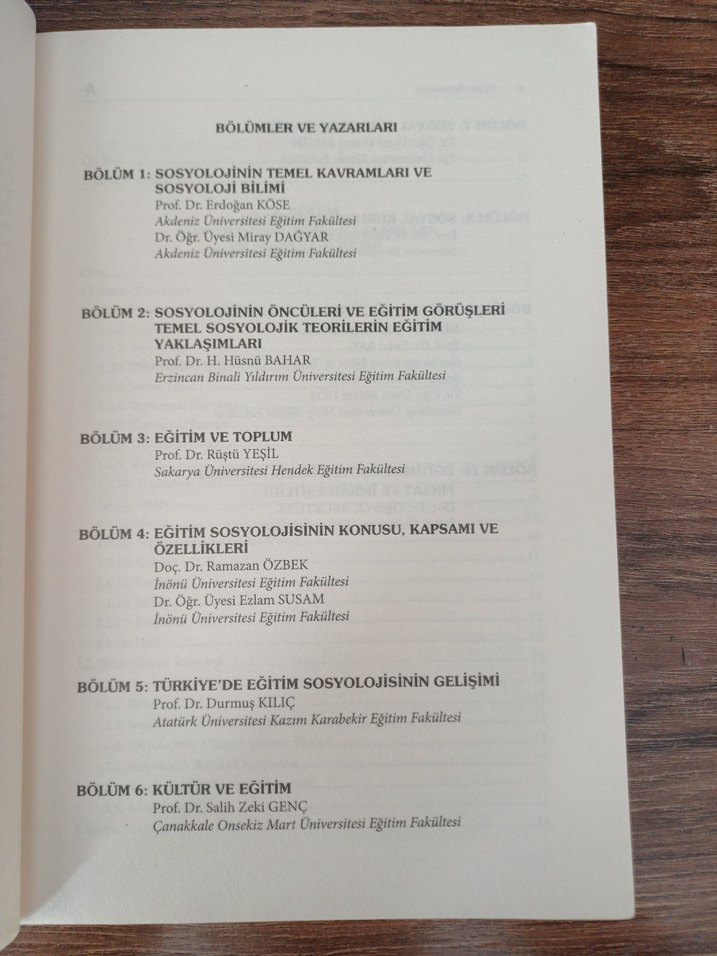 BÖLÜMLER VE YAZARLARI
BÖLÜM 1: SOSYOLOJİNİN TEMEL KAVRAMLARI VE
SOSYOLOJİ BİLİMİ
Prof. Dr. Erdoğan KÖSE
Akdeniz Üniversitesi Eğitim Fakültesi
Dr. Öğr. Üyesi Miray DAĞYAR
Akdeniz Üniversitesi Eğitim Fakültesi
BÖLÜM 2: SOSYOLOJİNİN ÖNCÜLERİ VE EĞİTİM GÖRÜŞLERİ
TEMEL SOSYOLOJİK TEORİLERİN EĞİTİM
YAKLAŞIMLARI
Prof. Dr. H. Hüsnü BAHAR
Erzincan Binali Yıldırım Üniversitesi Eğitim Fakültesi
BÖLÜM 3: EĞİTİM VE TOPLUM
Prof. Dr. Rüştü YEŞİL
Sakarya Üniversitesi Hendek Eğitim Fakültesi
BÖLÜM 4: EĞİTİM SOSYOLOJİSİNİN KONUSU, KAPSAMI VE
ÖZELLİKLERİ
Doç. Dr. Ramazan ÖZBEK
İnönü Üniversitesi Eğitim Fakültesi
Dr. Öğr. Üyesi Ezlam SUSAM
İnönü Üniversitesi Eğitim Fakültesi
BÖLÜM 5: TÜRKİYE'DE EĞİTİM SOSYOLOJİSİNİN GELİŞİMİ
Prof. Dr. Durmuş KILIÇ
Atatürk Üniversitesi Kazım Karabekir Eğitim Fakültesi
BÖLÜM 6: KÜLTÜR VE EĞİTİM
Prof. Dr. Salih Zeki GENÇ
Çanakkale Onsekiz Mart Üniversitesi Eğitim Fakültesi